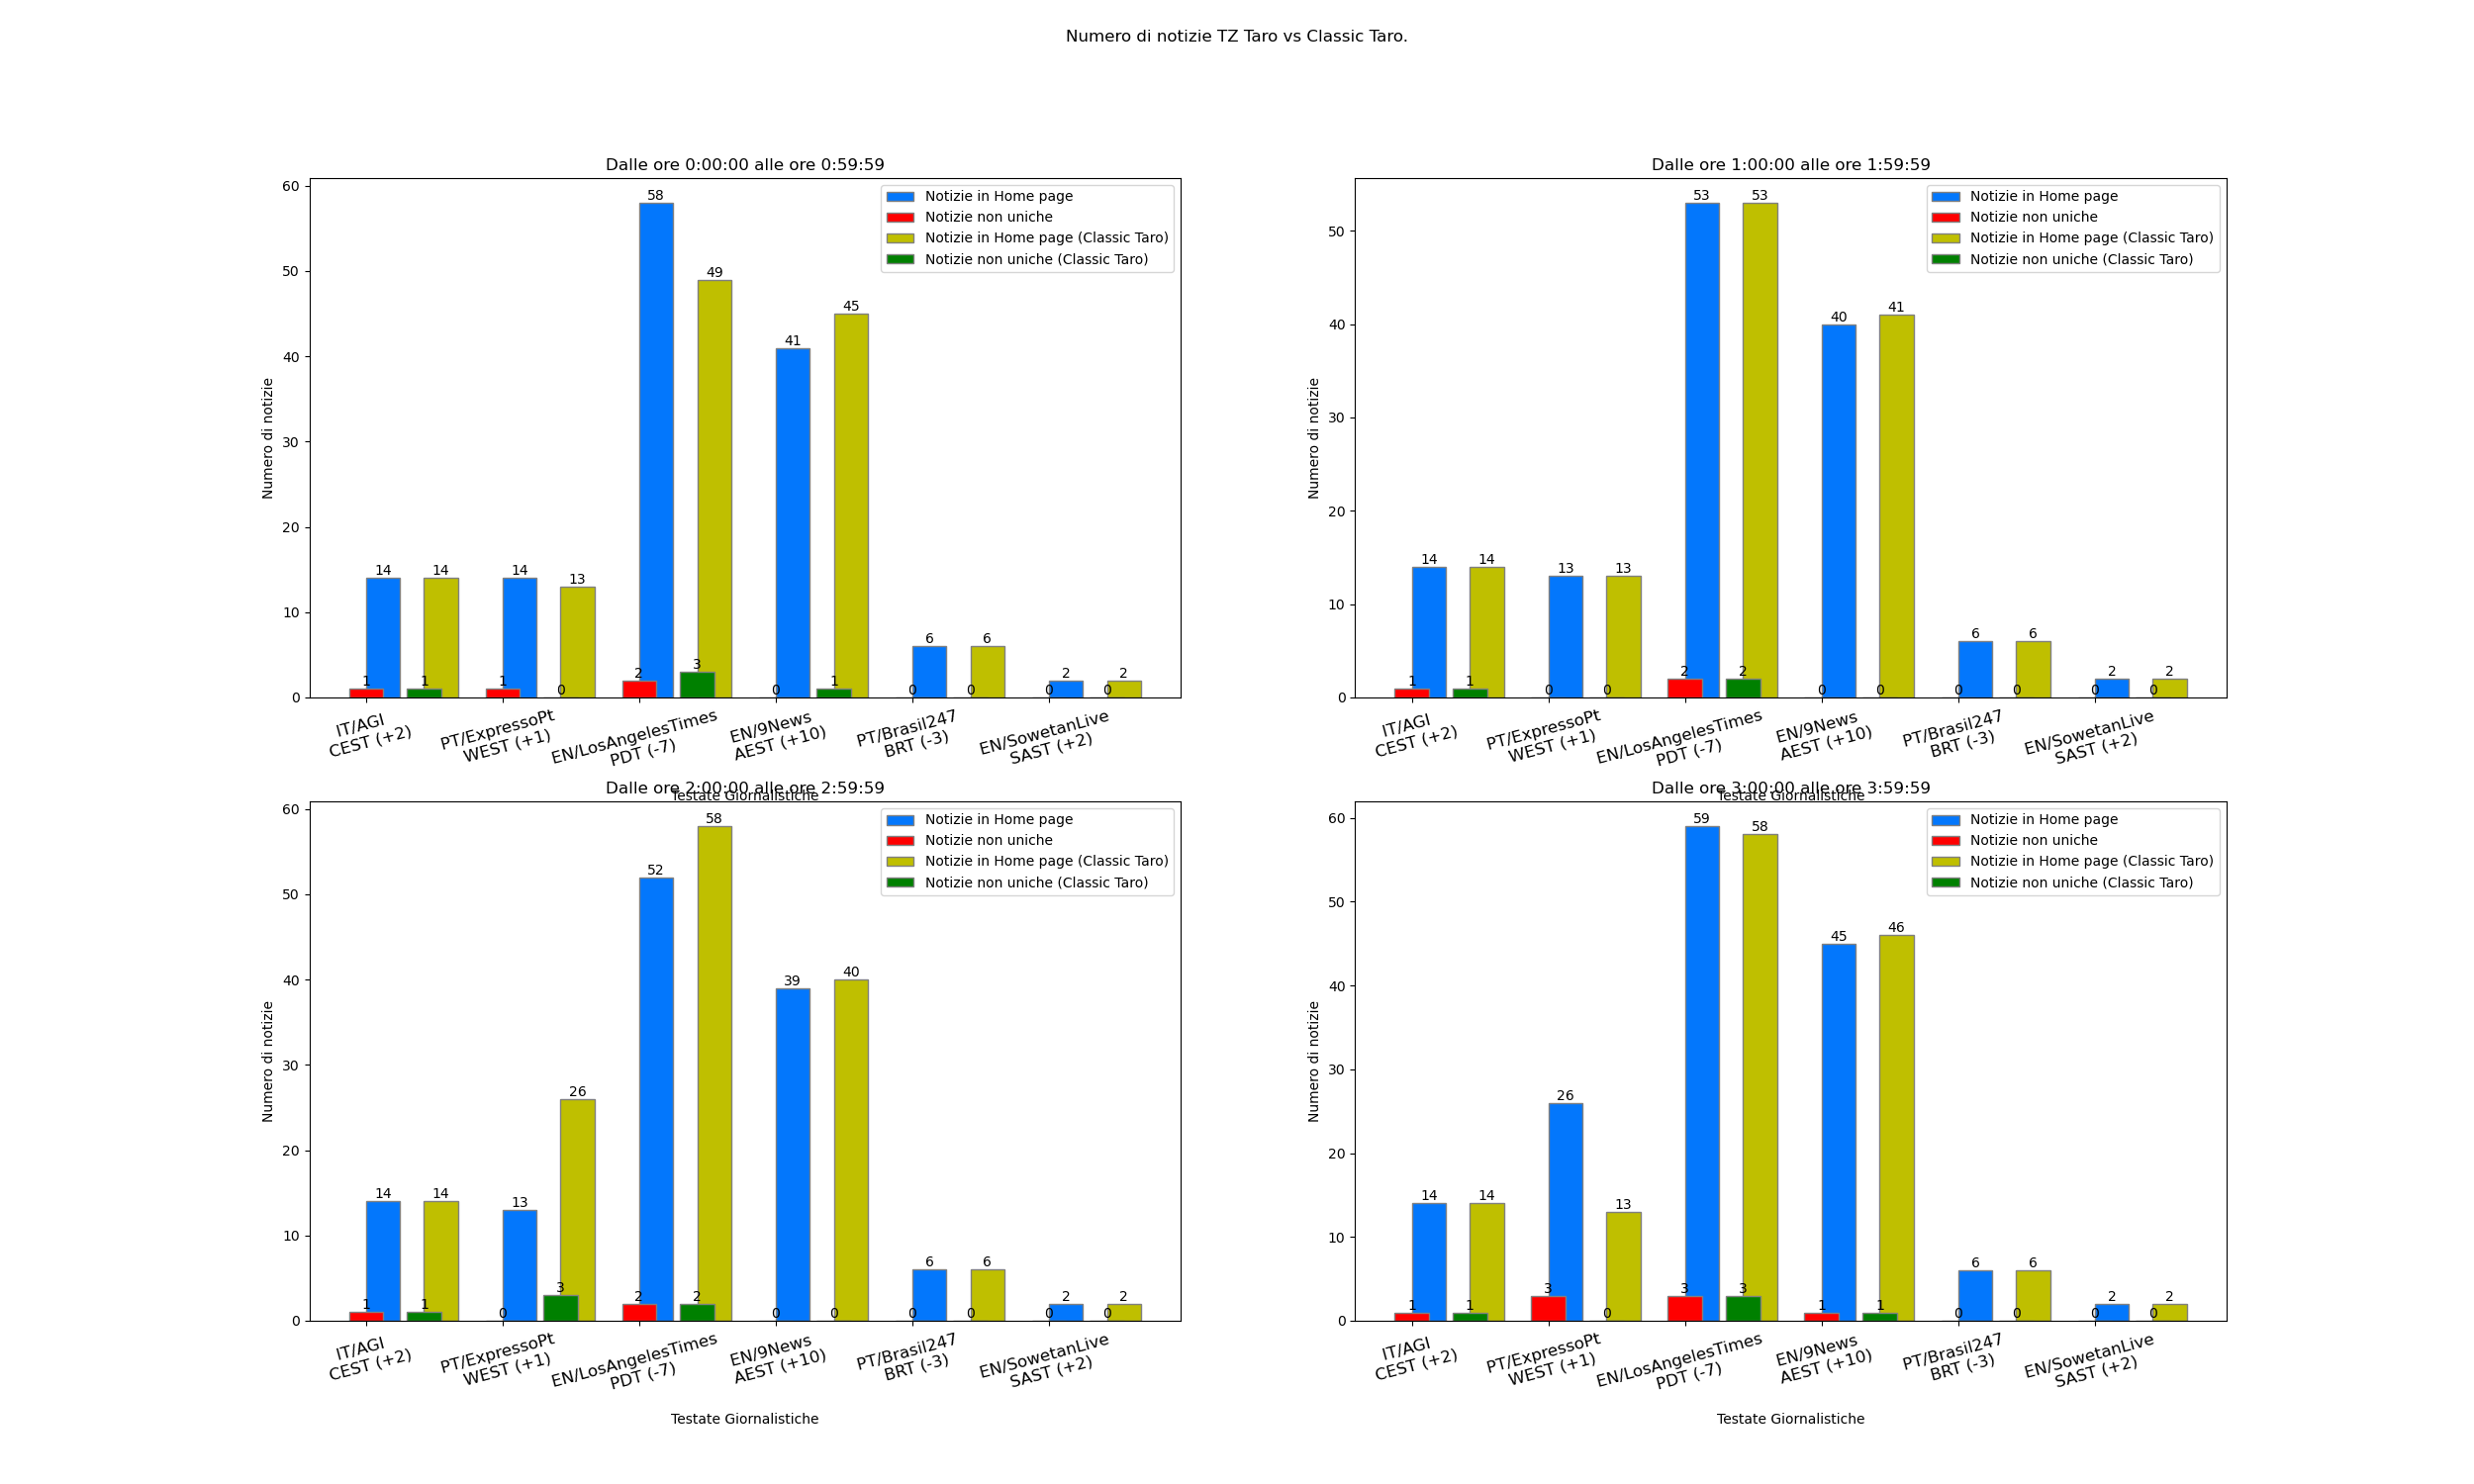 Numero di notizie TZ Taro vs Classic Taro.
Dalle ore 0:00:00 alle ore 0:59:59
Numero di notizie
60
50
40
30
20
10
0
Notizie in Home page
Notizie non uniche
Notizie in Home page (Classic Taro)
Notizie non uniche (Classic Taro)
14 14 14 13 58 49 41 45 6 6 2 2
1 1 1 0 2 3 0 1 0 0 0 0
IT/AGI
CEST (+2)
PT/ExpressoPt
WEST (+1)
EN/LosAngelesTimes
PDT (-7)
EN/9News
AEST (+10)
PT/Brasil247
BRT (-3)
EN/SowetanLive
SAST (+2)
Testate Giornalistiche
Dalle ore 1:00:00 alle ore 1:59:59
Numero di notizie
50
40
30
20
10
0
Notizie in Home page
Notizie non uniche
Notizie in Home page (Classic Taro)
Notizie non uniche (Classic Taro)
14 14 13 13 53 53 40 41 6 6 2 2
1 1 0 0 2 2 0 0 0 0 0 0
IT/AGI
CEST (+2)
PT/ExpressoPt
WEST (+1)
EN/LosAngelesTimes
PDT (-7)
EN/9News
AEST (+10)
PT/Brasil247
BRT (-3)
EN/SowetanLive
SAST (+2)
Testate Giornalistiche
Dalle ore 2:00:00 alle ore 2:59:59
Numero di notizie
60
50
40
30
20
10
0
Notizie in Home page
Notizie non uniche
Notizie in Home page (Classic Taro)
Notizie non uniche (Classic Taro)
14 14 13 26 52 58 39 40 6 6 2 2
1 1 0 3 2 2 0 0 0 0 0 0
IT/AGI
CEST (+2)
PT/ExpressoPt
WEST (+1)
EN/LosAngelesTimes
PDT (-7)
EN/9News
AEST (+10)
PT/Brasil247
BRT (-3)
EN/SowetanLive
SAST (+2)
Testate Giornalistiche
Dalle ore 3:00:00 alle ore 3:59:59
Numero di notizie
60
50
40
30
20
10
0
Notizie in Home page
Notizie non uniche
Notizie in Home page (Classic Taro)
Notizie non uniche (Classic Taro)
14 14 26 13 59 58 45 46 6 6 2 2
1 1 3 0 3 3 1 1 0 0 0 0
IT/AGI
CEST (+2)
PT/ExpressoPt
WEST (+1)
EN/LosAngelesTimes
PDT (-7)
EN/9News
AEST (+10)
PT/Brasil247
BRT (-3)
EN/SowetanLive
SAST (+2)
Testate Giornalistiche